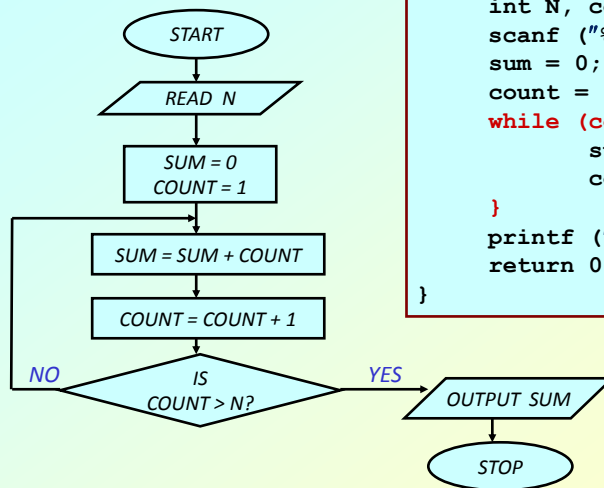 START
READ N
SUM = 0
COUNT = 1
SUM = SUM + COUNT
COUNT = COUNT + 1
IS
COUNT > N?
NO
YES
OUTPUT SUM
STOP
int N,
scanf ("
sum = 0;
count =
while (
}
printf (
return 0
}